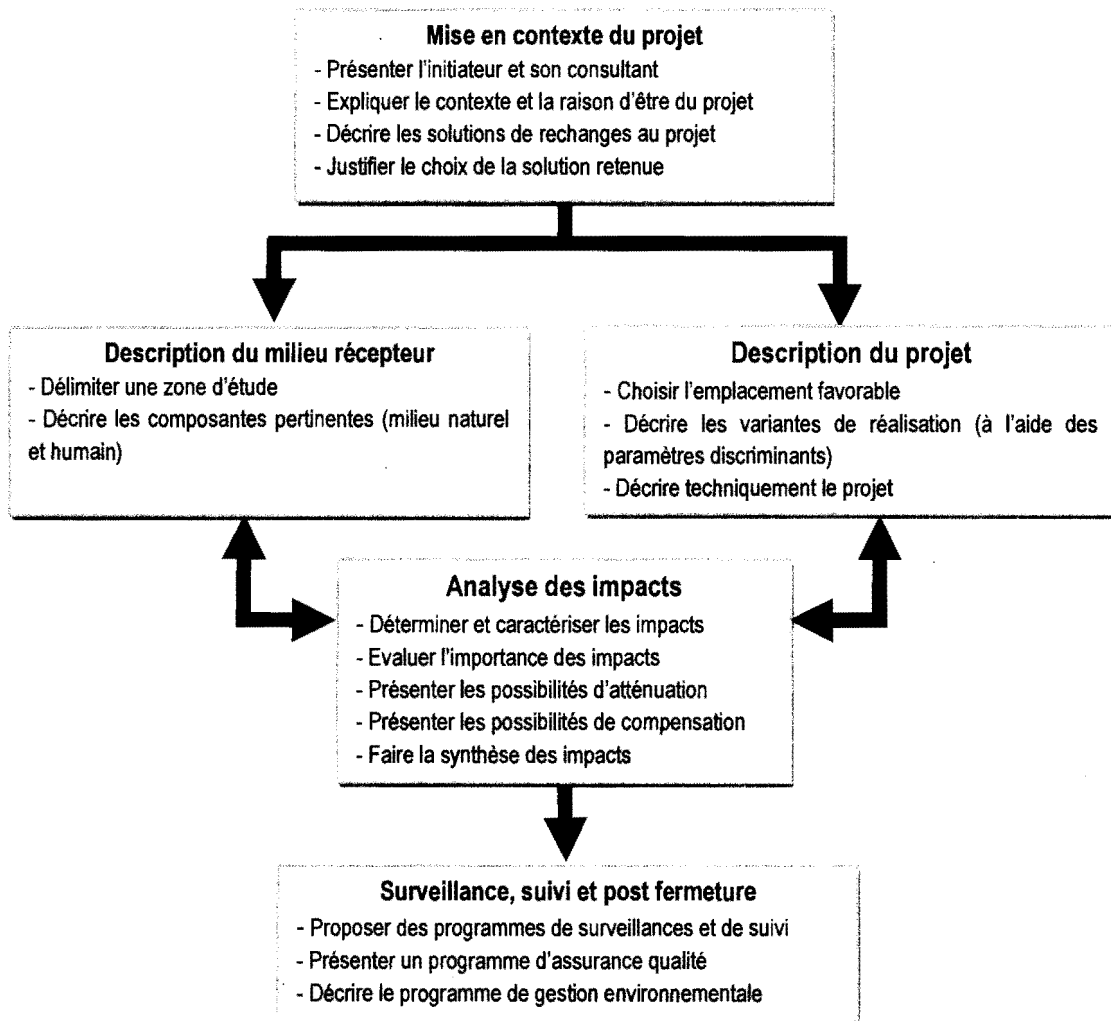 Mise en contexte du projet
- Présenter l'initiateur et son consultant
- Expliquer le contexte et la raison d'être du projet
- Décrire les solutions de rechanges au projet
- Justifier le choix de la solution retenue
Description du milieu récepteur
- Délimiter une zone d'étude
- Décrire les composantes pertinentes (milieu naturel
et humain)
Description du projet
- Choisir l'emplacement favorable
- Décrire les variantes de réalisation (à l'aide des
paramètres discriminants)
- Décrire techniquement le projet
Analyse des impacts
- Déterminer et caractériser les impacts
- Evaluer l'importance des impacts
- Présenter les possibilités d'atténuation
- Présenter les possibilités de compensation
- Faire la synthèse des impacts
Surveillance, suivi et post fermeture
- Proposer des programmes de surveillances et de suivi
- Présenter un programme d'assurance qualité
- Décrire le programme de gestion environnementale